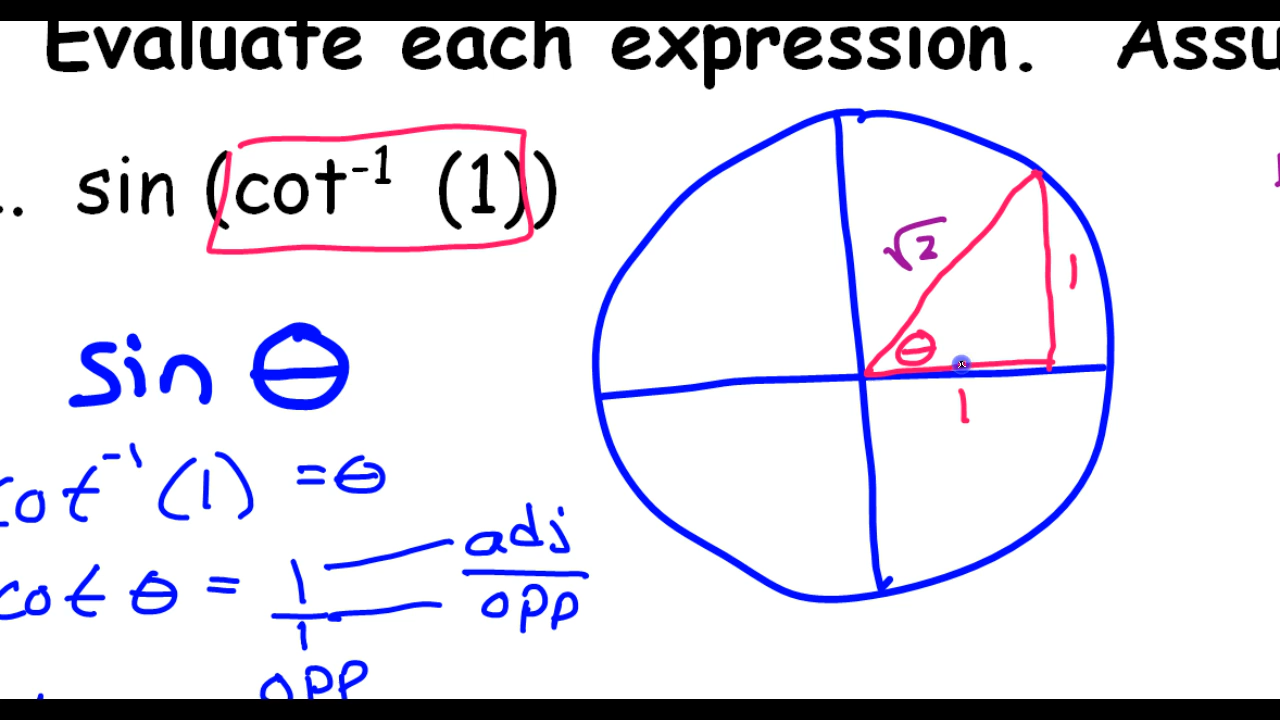 Evaluate each expression. Assu
.. sin (cot⁻¹ (1))
√2
1
θ
1
sin θ
cot⁻¹(1) = θ
adj
cot θ = 1/1
opp
opp